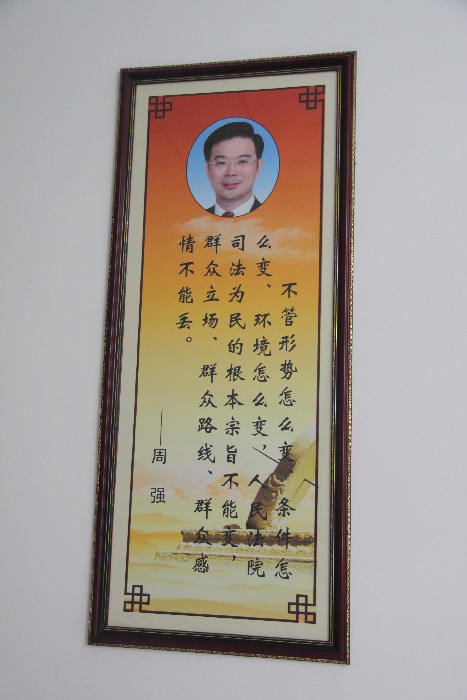 不管形势怎么变、条件怎
么变、环境怎么变，人民法院
司法为民的根本宗旨不能变，
群众立场、群众路线、群众感
情不能丢。
——周强